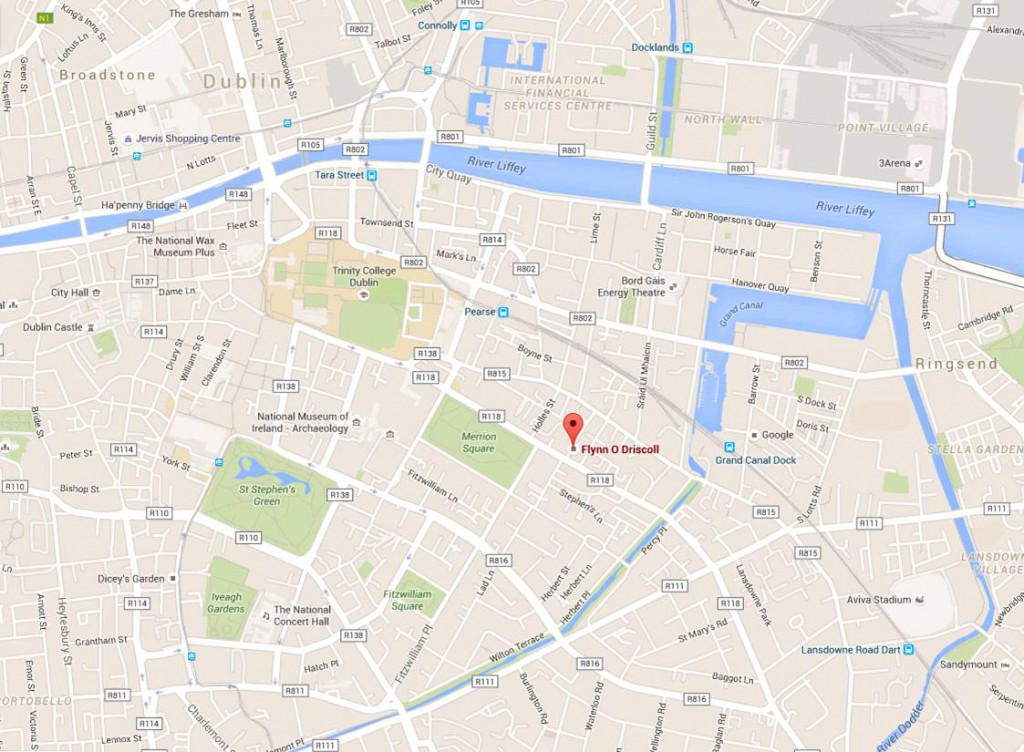 The Gresham
Foley St
R105
R131
N1
King's Inns St
Thomas Ln
R802
Connolly
Talbot St
Loftus Ln
Marlborough St
Docklands
Green St
Broadstone
Dublin
INTERNATIONAL
FINANCIAL
SERVICES CENTRE
Halston St
Mary St
Jervis St
Jervis Shopping Centre
Guild St
NORTH WALL
POINT VILLAGE
R105
R802
R801
R801
R801
R801
N Lotts
Capel St
Tara Street
City Quay
River Liffey
3Arena
Arran St E
R148
Ha'penny Bridge
River Liffey
R131
R148
Fleet St
R118
Townsend St
Lime St
Sir John Rogerson's Quay
Cardiff Ln
The National Wax
Museum Plus
R814
Mark's Ln
R802
R802
Horse Fair
Benson St
Trinity College
Dublin
R137
Dame Ln
City Hall
Bord Gais
Energy Theatre
Hanover Quay
Thorncastle St
Grand Canal
Cambridge Rd
Dublin Castle
R114
Pearse
R802
Drury St
William St S
Clarendon St
R138
Boyne St
Sráid Uí Mhaicín
R802
Ringsend
R118
R815
R138
Barrow St
S Dock St
Bride St
National Museum of
Ireland - Archaeology
R118
Holles St
Merrion
Square
Flynn O Driscoll
Doris St
Google
Grand Canal Dock
STELLA GARDENS
Peter St
York St
R110
Bishop St
St Stephen's
Green
R138
Fitzwilliam Ln
R118
Stephen's Ln
R815
S Lotts Rd
R111
R111
R110
R110
R815
Percy Pl
R816
Lad Ln
Herbert St
Herbert Ln
Herbert Pl
R111
Lansdowne Park
LANSDOWNE
VILLAGE
Dicey's Garden
Iveagh
Gardens
Fitzwilliam
Square
R118
Aviva Stadium
R114
Arnott St
Heytesbury St
The National
Concert Hall
R138
Fitzwilliam Pl
St Mary's Rd
Newbridge
Grantham St
Hatch Pl
Wilton Terrace
Lansdowne Road Dart
R816
Sandymount
Emor St
R811
R811
R111
Burlington Rd
Waterloo Rd
Baggot Ln
R816
Serpentine
PORTOBELLO
Victoria St
R114
Charlemont St
Lennox St
R111
River Dodder